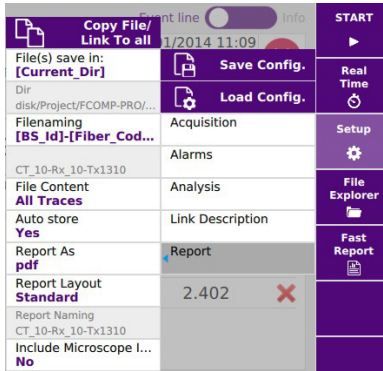 Copy File/
Link To all
File(s) save in:
[Current_Dir]
Dir
disk/Project/FCOMP-PRO/...
Filenaming
[BS_Id]-[Fiber_Cod...
CT_10-Rx_10-Tx1310
File Content
All Traces
Auto store
Yes
Report As
pdf
Report Layout
Standard
Report Naming
CT_10-Rx_10-Tx1310
Include Microscope I...
No
Event line
Info
1/2014 11:09
Save Config.
Load Config.
Acquisition
Alarms
Analysis
Link Description
Report
2.402
START
Real
Time
Setup
File
Explorer
Fast
Report